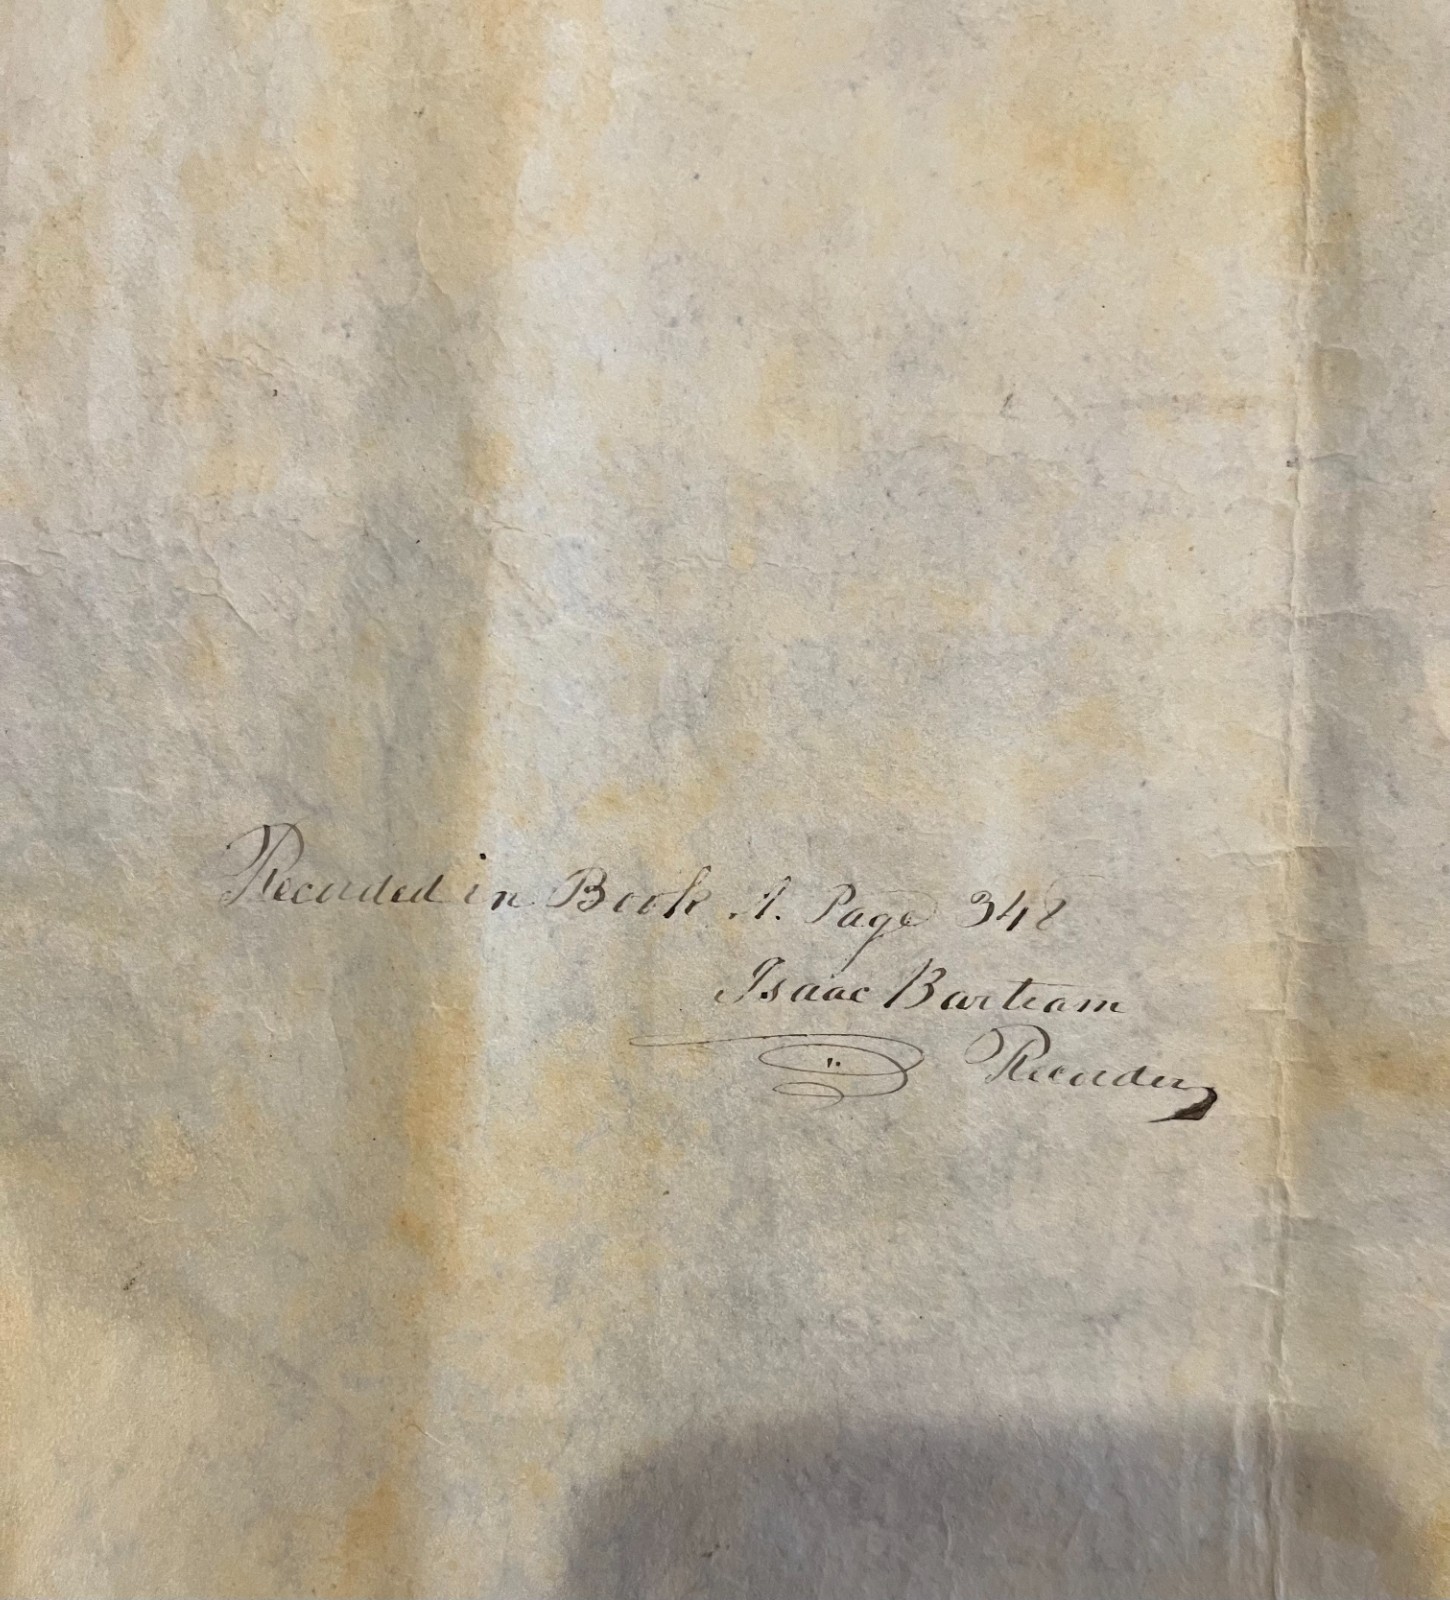 Recorded in Book A. Page 348
Isaac Bartram
Recorder